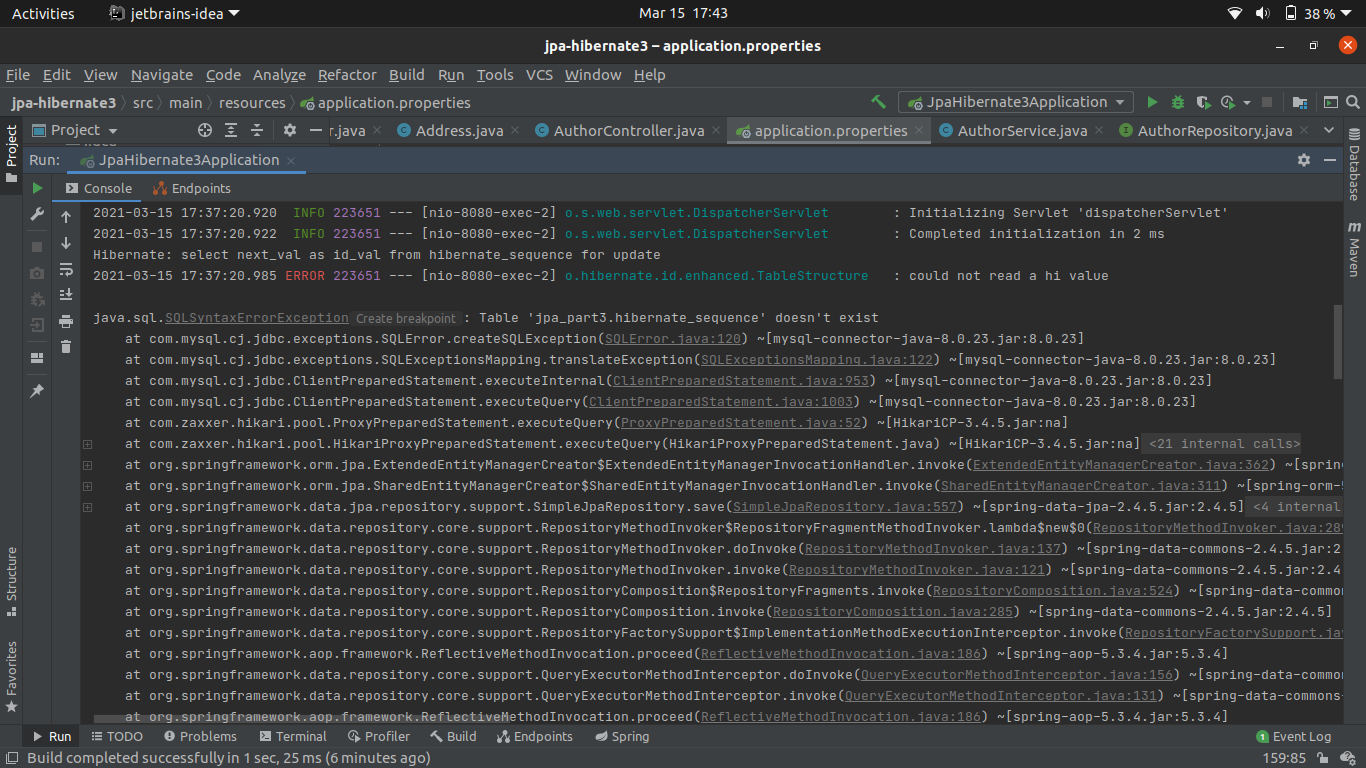 Activities jetbrains-idea Mar 15 17:43 38 %
jpa-hibernate3 – application.properties
File Edit View Navigate Code Analyze Refactor Build Run Tools VCS Window Help
jpa-hibernate3 src main resources application.properties JpaHibernate3Application
Project r.java Address.java AuthorController.java application.properties AuthorService.java AuthorRepository.java
Run: JpaHibernate3Application
Console Endpoints
2021-03-15 17:37:20.920 INFO 223651 --- [nio-8080-exec-2] o.s.web.servlet.DispatcherServlet : Initializing Servlet 'dispatcherServlet'
2021-03-15 17:37:20.922 INFO 223651 --- [nio-8080-exec-2] o.s.web.servlet.DispatcherServlet : Completed initialization in 2 ms
Hibernate: select next_val as id_val from hibernate_sequence for update
2021-03-15 17:37:20.985 ERROR 223651 --- [nio-8080-exec-2] o.hibernate.id.enhanced.TableStructure : could not read a hi value
java.sql.SQLSyntaxErrorException Create breakpoint : Table 'jpa_part3.hibernate_sequence' doesn't exist
at com.mysql.cj.jdbc.exceptions.SQLError.createSQLException(SQLError.java:120) ~[mysql-connector-java-8.0.23.jar:8.0.23]
at com.mysql.cj.jdbc.exceptions.SQLExceptionsMapping.translateException(SQLExceptionsMapping.java:122) ~[mysql-connector-java-8.0.23.jar:8.0.23]
at com.mysql.cj.jdbc.ClientPreparedStatement.executeInternal(ClientPreparedStatement.java:953) ~[mysql-connector-java-8.0.23.jar:8.0.23]
at com.mysql.cj.jdbc.ClientPreparedStatement.executeQuery(ClientPreparedStatement.java:1003) ~[mysql-connector-java-8.0.23.jar:8.0.23]
at com.zaxxer.hikari.pool.ProxyPreparedStatement.executeQuery(ProxyPreparedStatement.java:52) ~[HikariCP-3.4.5.jar:na]
at com.zaxxer.hikari.pool.HikariProxyPreparedStatement.executeQuery(HikariProxyPreparedStatement.java) ~[HikariCP-3.4.5.jar:na] <21 internal calls>
at org.springframework.orm.jpa.ExtendedEntityManagerCreator$ExtendedEntityManagerInvocationHandler.invoke(ExtendedEntityManagerCreator.java:362) ~[spring
at org.springframework.orm.jpa.SharedEntityManagerCreator$SharedEntityManagerInvocationHandler.invoke(SharedEntityManagerCreator.java:311) ~[spring-orm-5
at org.springframework.data.jpa.repository.support.SimpleJpaRepository.save(SimpleJpaRepository.java:557) ~[spring-data-jpa-2.4.5.jar:2.4.5] <4 internal
at org.springframework.data.repository.core.support.RepositoryMethodInvoker$RepositoryFragmentMethodInvoker.lambda$new$0(RepositoryMethodInvoker.java:289
at org.springframework.data.repository.core.support.RepositoryMethodInvoker.doInvoke(RepositoryMethodInvoker.java:137) ~[spring-data-commons-2.4.5.jar:2
at org.springframework.data.repository.core.support.RepositoryMethodInvoker.invoke(RepositoryMethodInvoker.java:121) ~[spring-data-commons-2.4.5.jar:2.4
at org.springframework.data.repository.core.support.RepositoryComposition$RepositoryFragments.invoke(RepositoryComposition.java:524) ~[spring-data-commo
at org.springframework.data.repository.core.support.RepositoryComposition.invoke(RepositoryComposition.java:285) ~[spring-data-commons-2.4.5.jar:2.4.5]
at org.springframework.data.repository.core.support.RepositoryFactorySupport$ImplementationMethodExecutionInterceptor.invoke(RepositoryFactorySupport.jav
at org.springframework.aop.framework.ReflectiveMethodInvocation.proceed(ReflectiveMethodInvocation.java:186) ~[spring-aop-5.3.4.jar:5.3.4]
at org.springframework.data.repository.core.support.QueryExecutorMethodInterceptor.doInvoke(QueryExecutorMethodInterceptor.java:156) ~[spring-data-commo
at org.springframework.data.repository.core.support.QueryExecutorMethodInterceptor.invoke(QueryExecutorMethodInterceptor.java:131) ~[spring-data-commons-
at org.springframework.aop.framework.ReflectiveMethodInvocation.proceed(ReflectiveMethodInvocation.java:186) ~[spring-aop-5.3.4.jar:5.3.4]
Project
Structure
Favorites
Database
Maven
Run TODO Problems Terminal Profiler Build Endpoints Spring 1 Event Log
Build completed successfully in 1 sec, 25 ms (6 minutes ago) 159:85